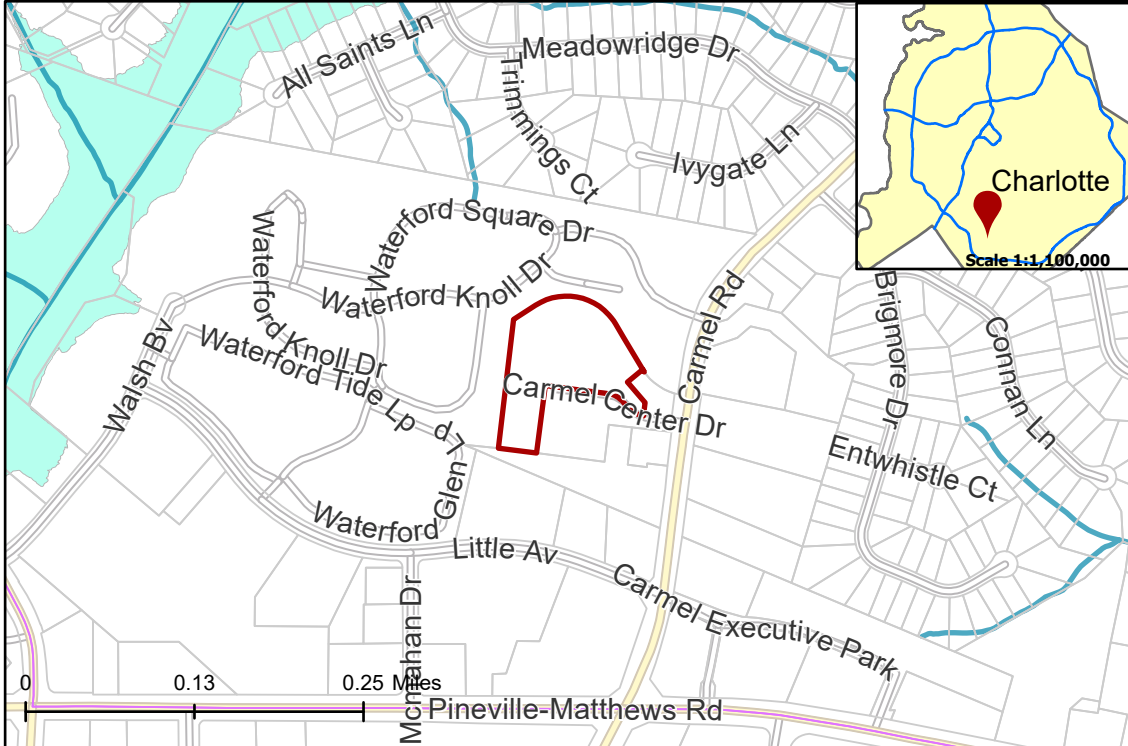 All Saints Ln
Meadowridge Dr
Trimmings Ct
Ivygate Ln
Charlotte
Scale 1:1,100,000
Waterford Square Dr
Waterford Knoll Dr
Waterford Knoll Dr
Waterford Tide Lp
Walsh Bv
Carmel Rd
Carmel Center Dr
Brigmore Dr
Connan Ln
Entwhistle Ct
Waterford Glen Lp
Little Av
Carmel Executive Park
Mcmahan Dr
0 0.13 0.25 Miles
Pineville-Matthews Rd